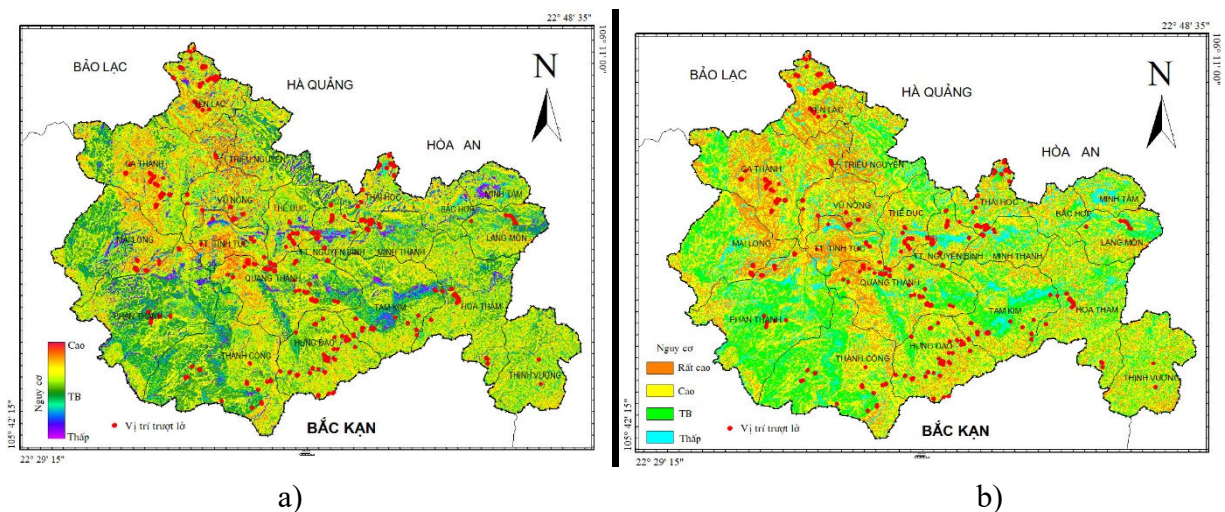 22° 48' 35"
106° 11' 00"
BẢO LẠC
HÀ QUẢNG
N
HÒA AN
YÊN LẠC
CA THÀNH
TRIỆU NGUYÊN
VŨ NÔNG
THỂ DỤC
THÁI HỌC
MINH TÂM
BẮC HỢP
LANG MÔN
MAI LONG
TT. TĨNH TÚC
TT. NGUYÊN BÌNH
MINH THANH
QUANG THÀNH
PHAN THANH
TAM KIM
HOA THÁM
THÀNH CÔNG
HƯNG ĐẠO
THỊNH VƯỢNG
Nguy cơ
Cao
TB
Thấp
Vị trí trượt lở
BẮC KẠN
105° 42' 15"
22° 29' 15"
a)
22° 48' 35"
106° 11' 00"
BẢO LẠC
HÀ QUẢNG
N
HÒA AN
YÊN LẠC
CA THÀNH
TRIỆU NGUYÊN
VŨ NÔNG
THỂ DỤC
THÁI HỌC
MINH TÂM
BẮC HỢP
LANG MÔN
MAI LONG
TT. TĨNH TÚC
TT. NGUYÊN BÌNH
MINH THANH
QUANG THÀNH
PHAN THANH
TAM KIM
HOA THÁM
THÀNH CÔNG
HƯNG ĐẠO
THỊNH VƯỢNG
Nguy cơ
Rất cao
Cao
TB
Thấp
Vị trí trượt lở
BẮC KẠN
105° 42' 15"
22° 29' 15"
b)